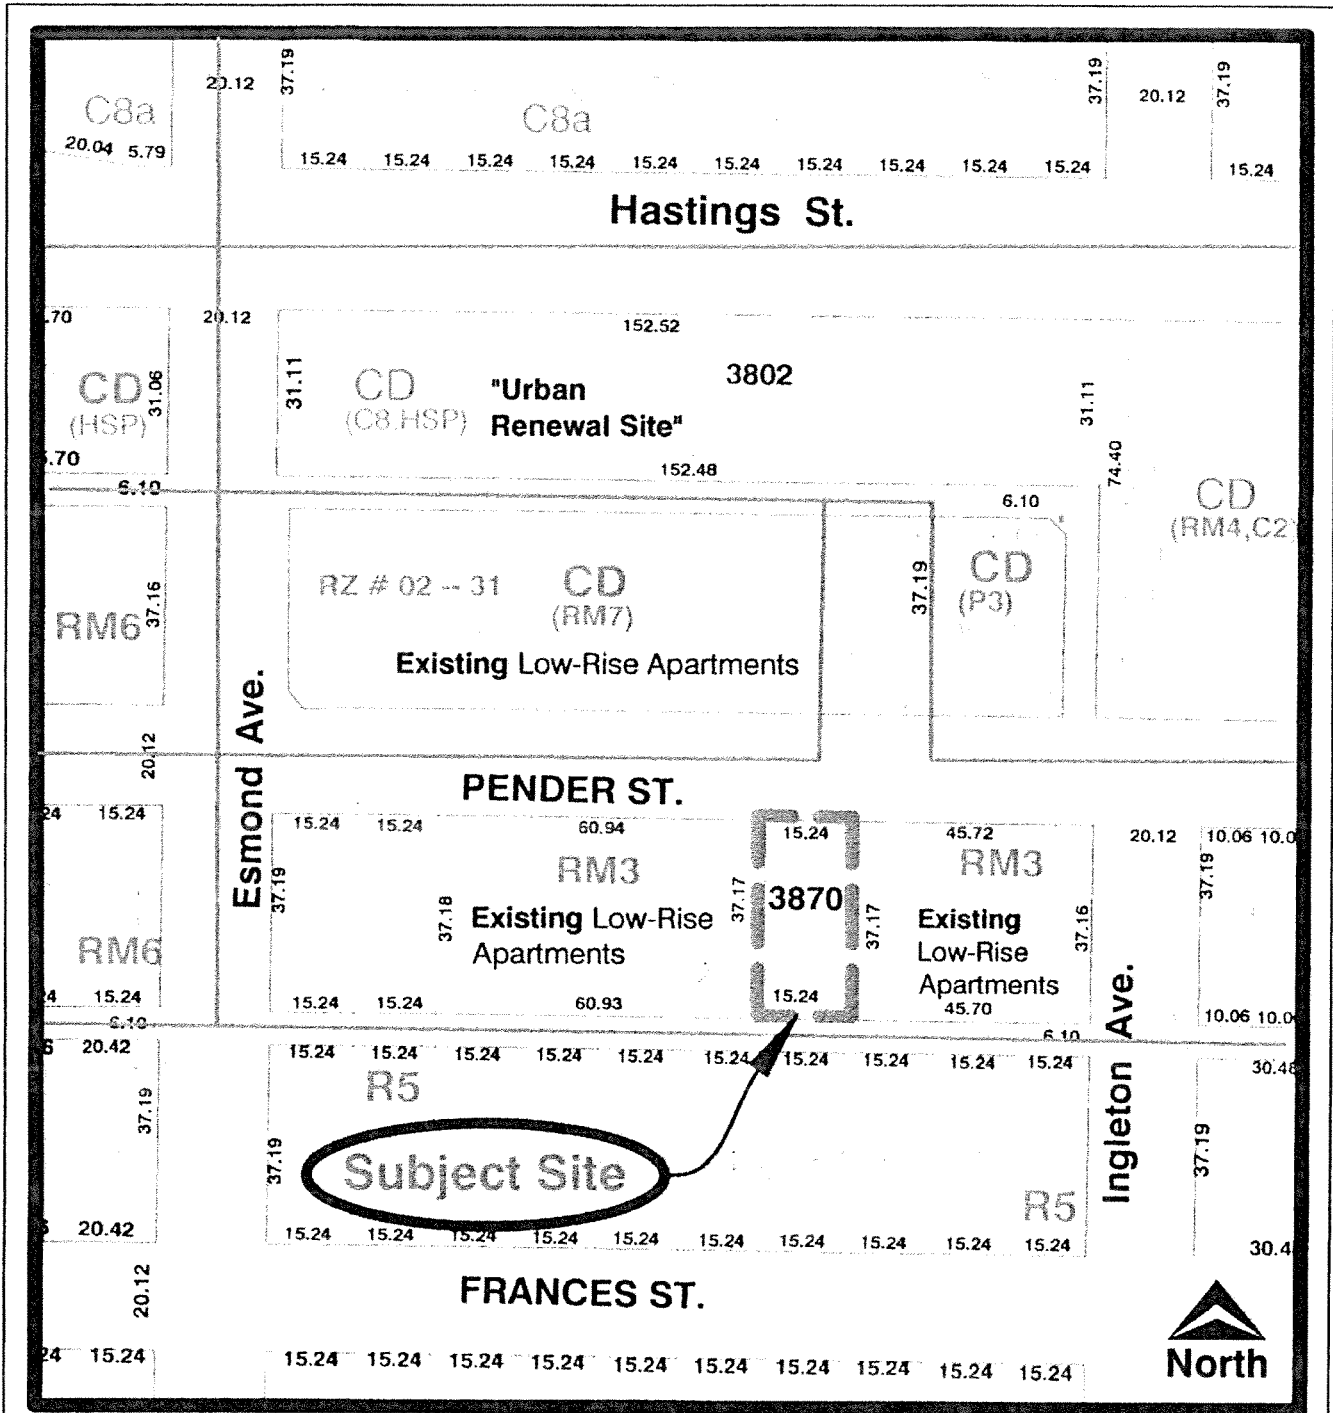 37.19
20.12
37.19
20.12
37.19
C8a
C8a
20.04 5.79
15.24 15.24 15.24 15.24 15.24 15.24 15.24 15.24 15.24 15.24
15.24
Hastings St.
.70
20.12
152.52
CD
(HSP)
31.06
31.11
CD
(C8.HSP)
"Urban
Renewal Site"
3802
31.11
.70
152.48
74.40
6.10
6.10
CD
(RM4,C2)
RM6
37.16
RZ # 02 -- 31
CD
(RM7)
37.19
CD
(P3)
Existing Low-Rise Apartments
Esmond Ave.
20.12
PENDER ST.
24 15.24
15.24 15.24 60.94 15.24 45.72 20.12 10.06 10.0
RM3
RM3
37.19
37.18
37.17
3870
37.17
37.16
37.19
RM6
Existing Low-Rise
Apartments
Existing
Low-Rise
Apartments
24 15.24
15.24 15.24 60.93 15.24 45.70
10.06 10.0
6.10
6.10
Ingleton Ave.
6 20.42
15.24 15.24 15.24 15.24 15.24 15.24 15.24 15.24 15.24 15.24
30.48
37.19
R5
37.19
Subject Site
37.19
R5
20.42
15.24 15.24 15.24 15.24 15.24 15.24 15.24 15.24 15.24 15.24
30.4
20.12
FRANCES ST.
24 15.24
15.24 15.24 15.24 15.24 15.24 15.24 15.24 15.24 15.24 15.24
North